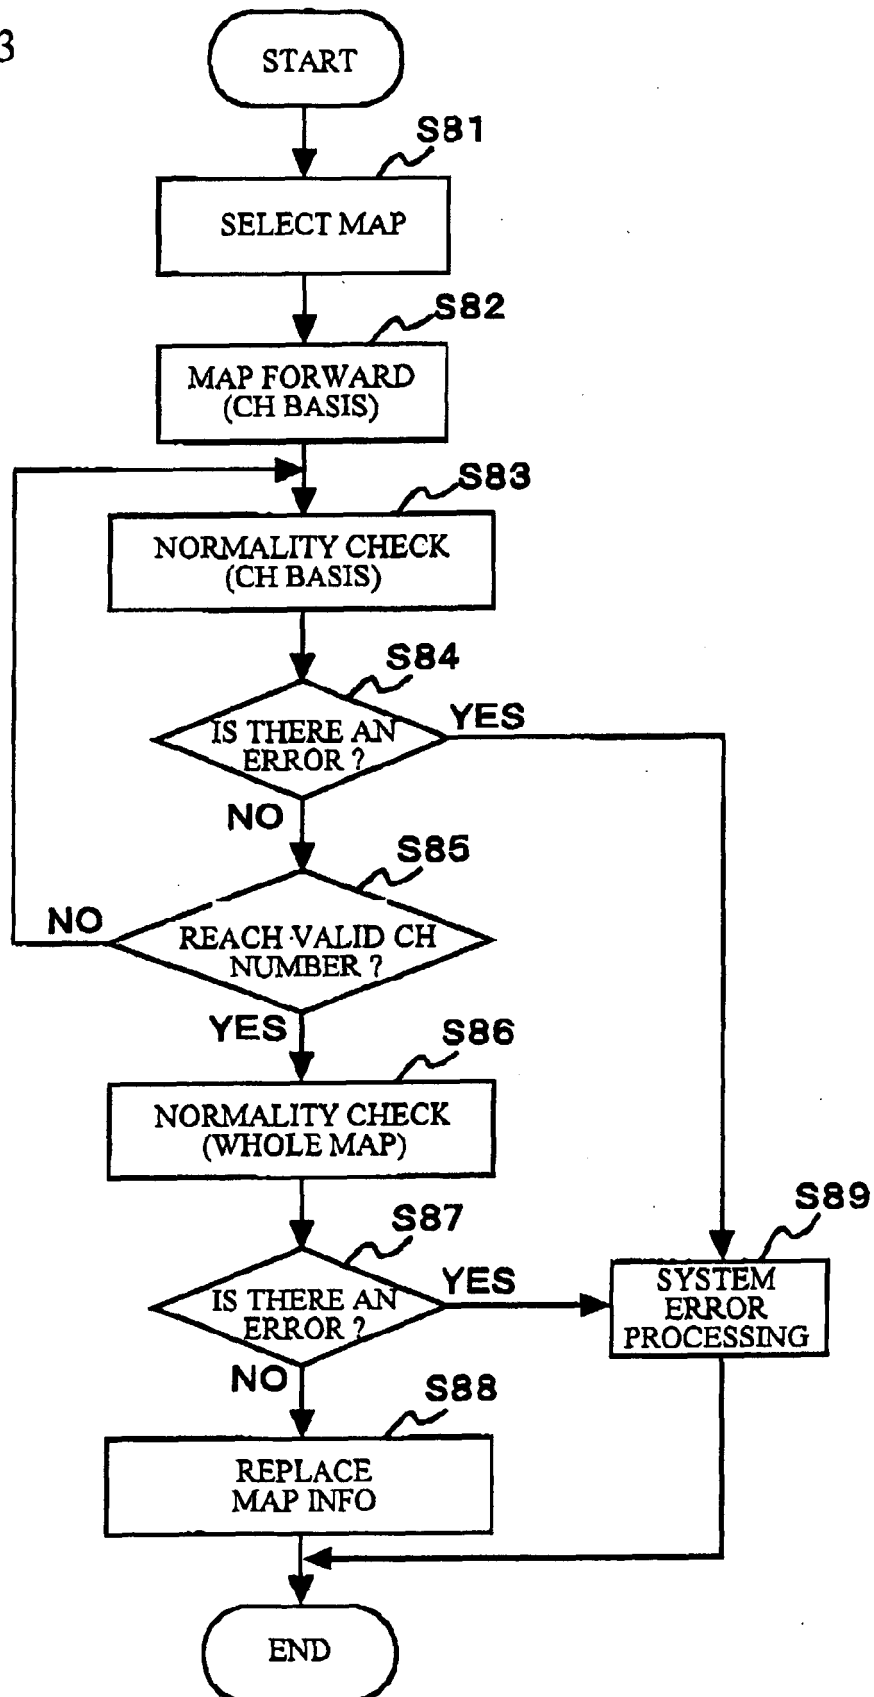 3
START
S81
SELECT MAP
S82
MAP FORWARD
(CH BASIS)
S83
NORMALITY CHECK
(CH BASIS)
S84
IS THERE AN
ERROR ?
YES
NO
S85
REACH VALID CH
NUMBER ?
NO
YES
S86
NORMALITY CHECK
(WHOLE MAP)
S87
IS THERE AN
ERROR ?
YES
NO
S89
SYSTEM
ERROR
PROCESSING
S88
REPLACE
MAP INFO
END